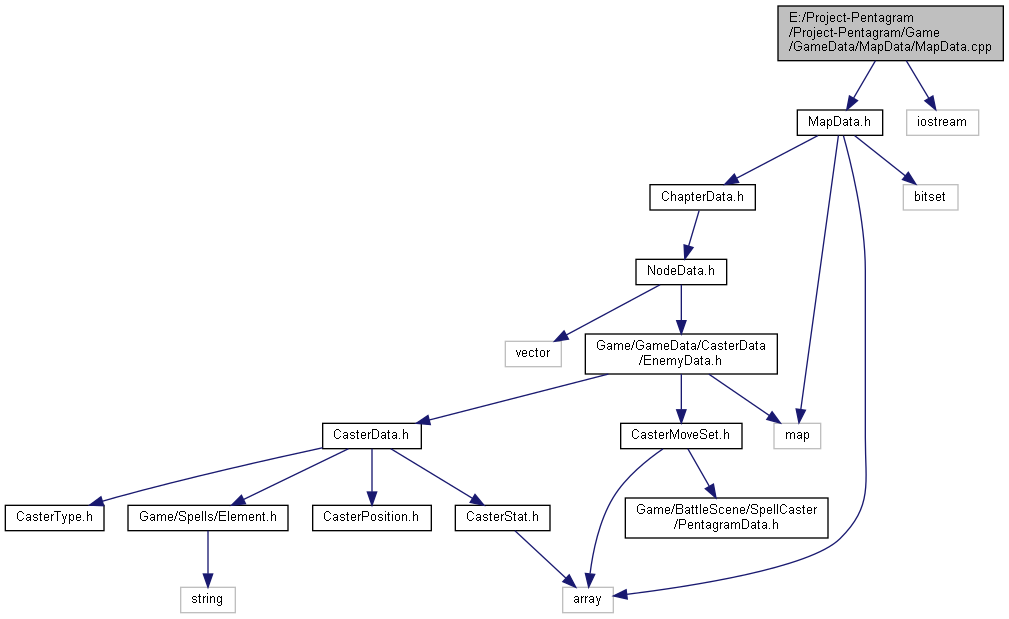 E:/Project-Pentagram
/Project-Pentagram/Game
/GameData/MapData/MapData.cpp
MapData.h
iostream
ChapterData.h
bitset
NodeData.h
vector
Game/GameData/CasterData
/EnemyData.h
CasterData.h
CasterMoveSet.h
map
CasterType.h
Game/Spells/Element.h
CasterPosition.h
CasterStat.h
Game/BattleScene/SpellCaster
/PentagramData.h
string
array